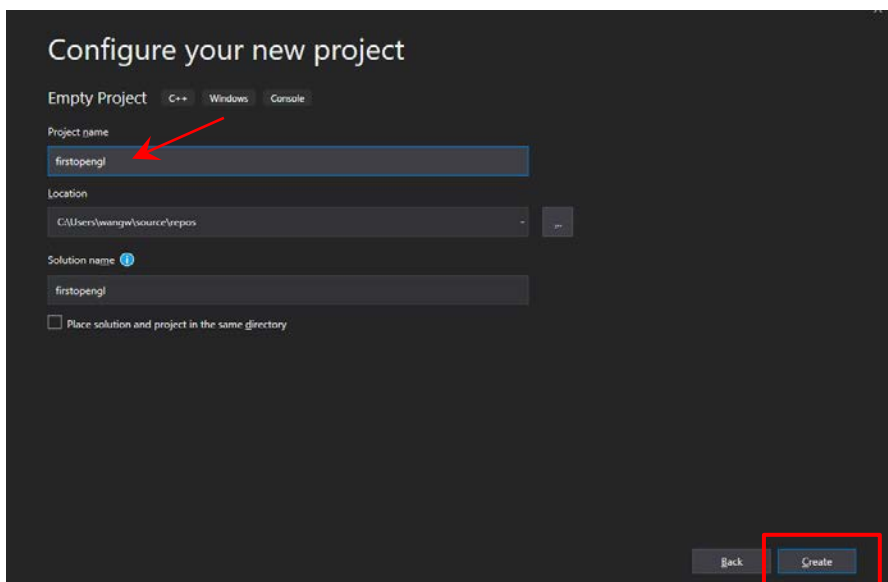 Configure your new project
Empty Project C++ Windows Console
Project name
firstopengl
Location
C:\Users\wangw\source\repos
...
Solution name
firstopengl
Place solution and project in the same directory
Back Create